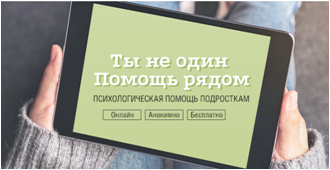 Ты не один
Помощь рядом
ПСИХОЛОГИЧЕСКАЯ ПОМОЩЬ ПОДРОСТКАМ
Онлайн Анонимно Бесплатно